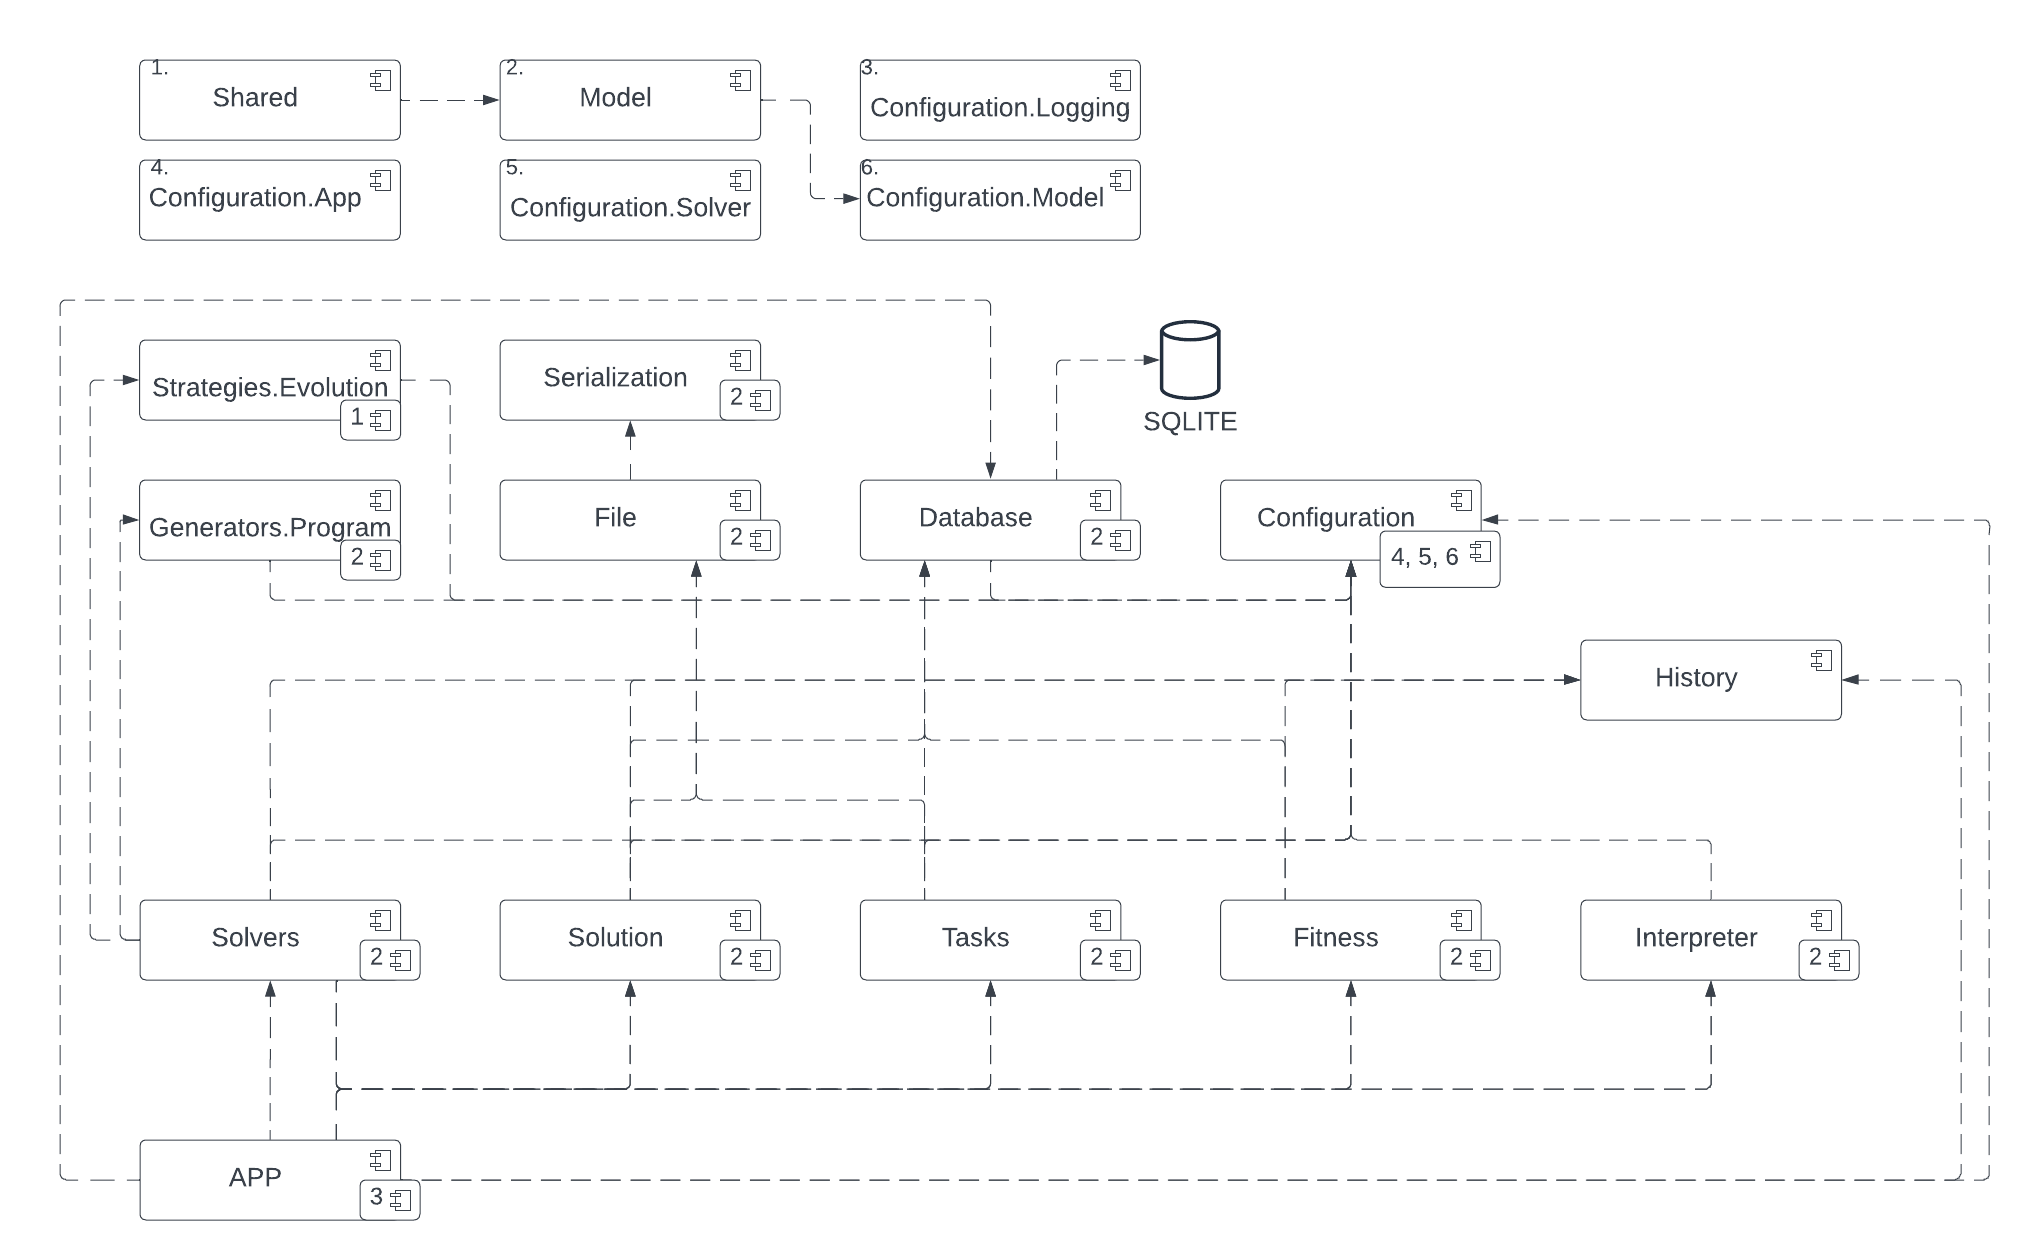 1.
Shared
2.
Model
3.
Configuration.Logging
4.
Configuration.App
5.
Configuration.Solver
6.
Configuration.Model
Strategies.Evolution
1
Serialization
2
SQLITE
Generators.Program
2
File
2
Database
2
Configuration
4, 5, 6
History
Solvers
2
Solution
2
Tasks
2
Fitness
2
Interpreter
2
APP
3